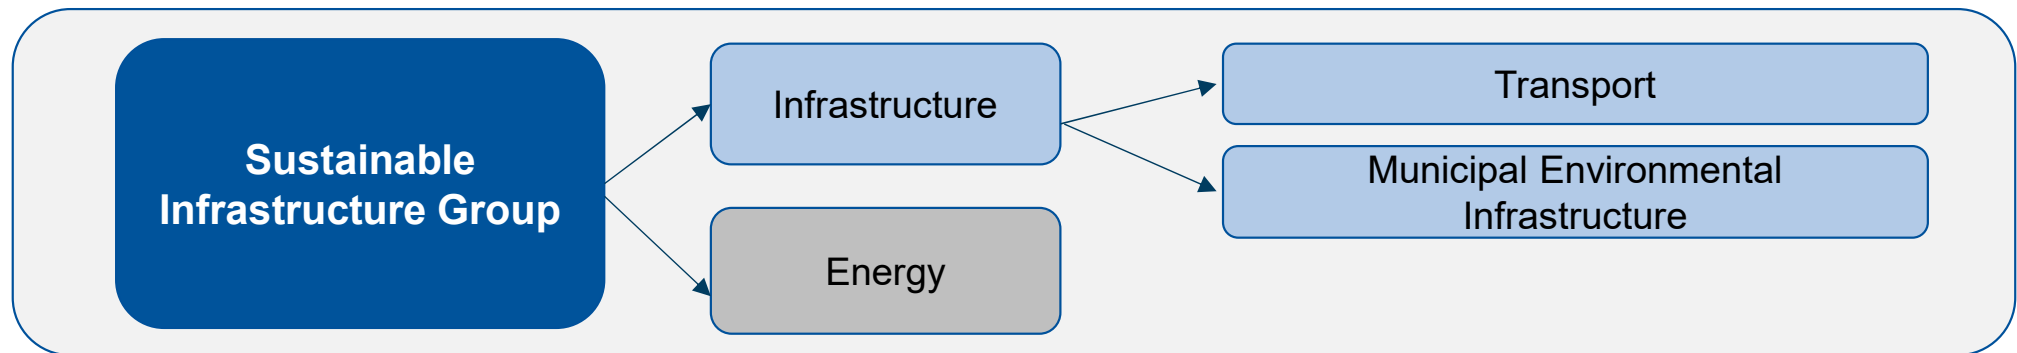 Sustainable
Infrastructure Group
Infrastructure
Energy
Transport
Municipal Environmental
Infrastructure